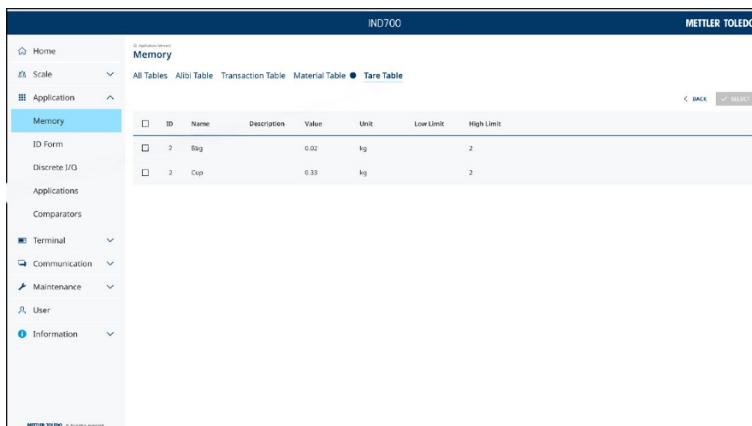 IND700
METTLER TOLEDO
Home
Scale
Application
Memory
ID Form
Discrete I/O
Applications
Comparators
Terminal
Communication
Maintenance
User
Information
METTLER TOLEDO
Memory
All Tables Alibi Table Transaction Table Material Table Tare Table
BACK SELECT
ID Name Description Value Unit Low Limit High Limit
2 Bag 0.02 kg 2
2 Cup 0.33 kg 2